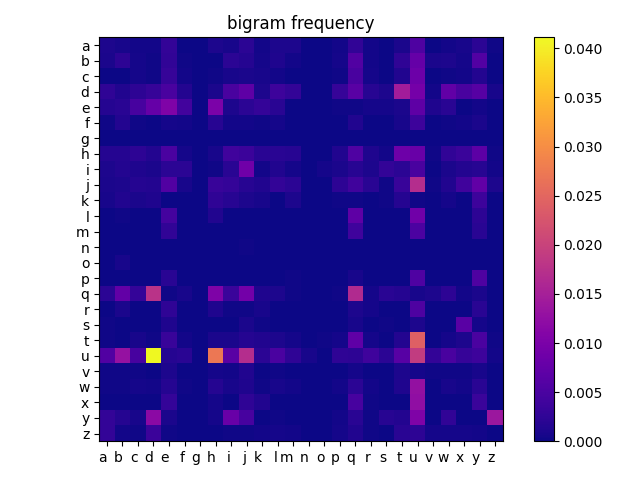 bigram frequency
a
b
c
d
e
f
g
h
i
j
k
l
m
n
o
p
q
r
s
t
u
v
w
x
y
z
a b c d e f g h i j k l m n o p q r s t u v w x y z
0.040
0.035
0.030
0.025
0.020
0.015
0.010
0.005
0.000